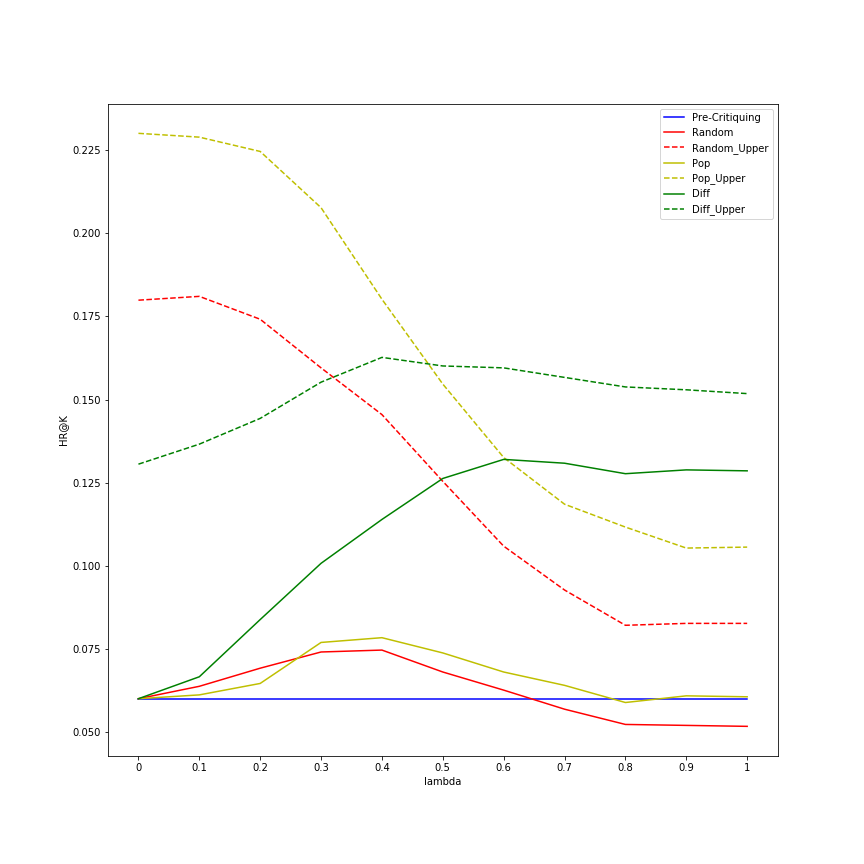 Pre-Critiquing
Random
Random_Upper
Pop
Pop_Upper
Diff
Diff_Upper
HR@K
0.225
0.200
0.175
0.150
0.125
0.100
0.075
0.050
0 0.1 0.2 0.3 0.4 0.5 0.6 0.7 0.8 0.9 1
lambda